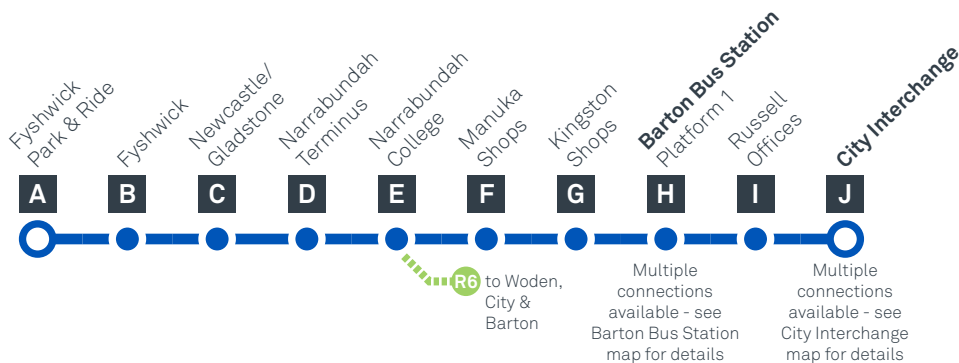 Fyshwick
Park & Ride
Fyshwick
Newcastle/
Gladstone
Narrabundah
Terminus
Narrabundah
College
Manuka
Shops
Kingston
Shops
Barton Bus Station
Platform 1
Russell
Offices
City Interchange
A
B
C
D
E
F
G
H
I
J
R6
to Woden,
City &
Barton
Multiple
connections
available - see
Barton Bus Station
map for details
Multiple
connections
available - see
City Interchange
map for details